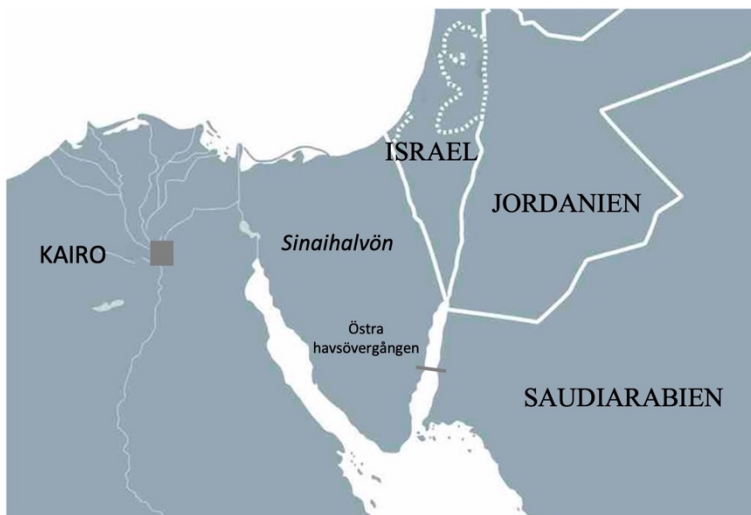 ISRAEL
JORDANIEN
Sinaihalvön
KAIRO
Östra
havsövergången
SAUDIARABIEN